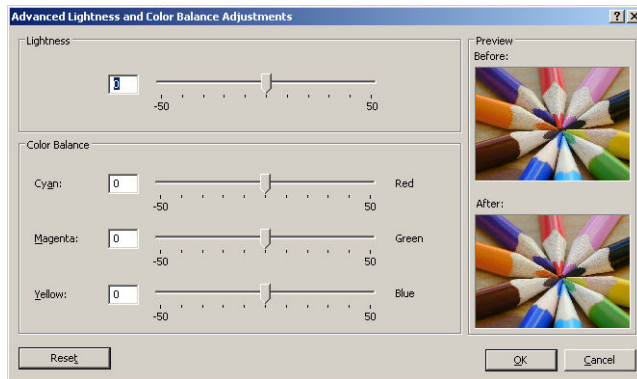 Advanced Lightness and Color Balance Adjustments
Lightness
0
-50 50
Color Balance
Cyan: 0 Red
-50 50
Magenta: 0 Green
-50 50
Yellow: 0 Blue
-50 50
Reset
Preview
Before:
After:
OK Cancel